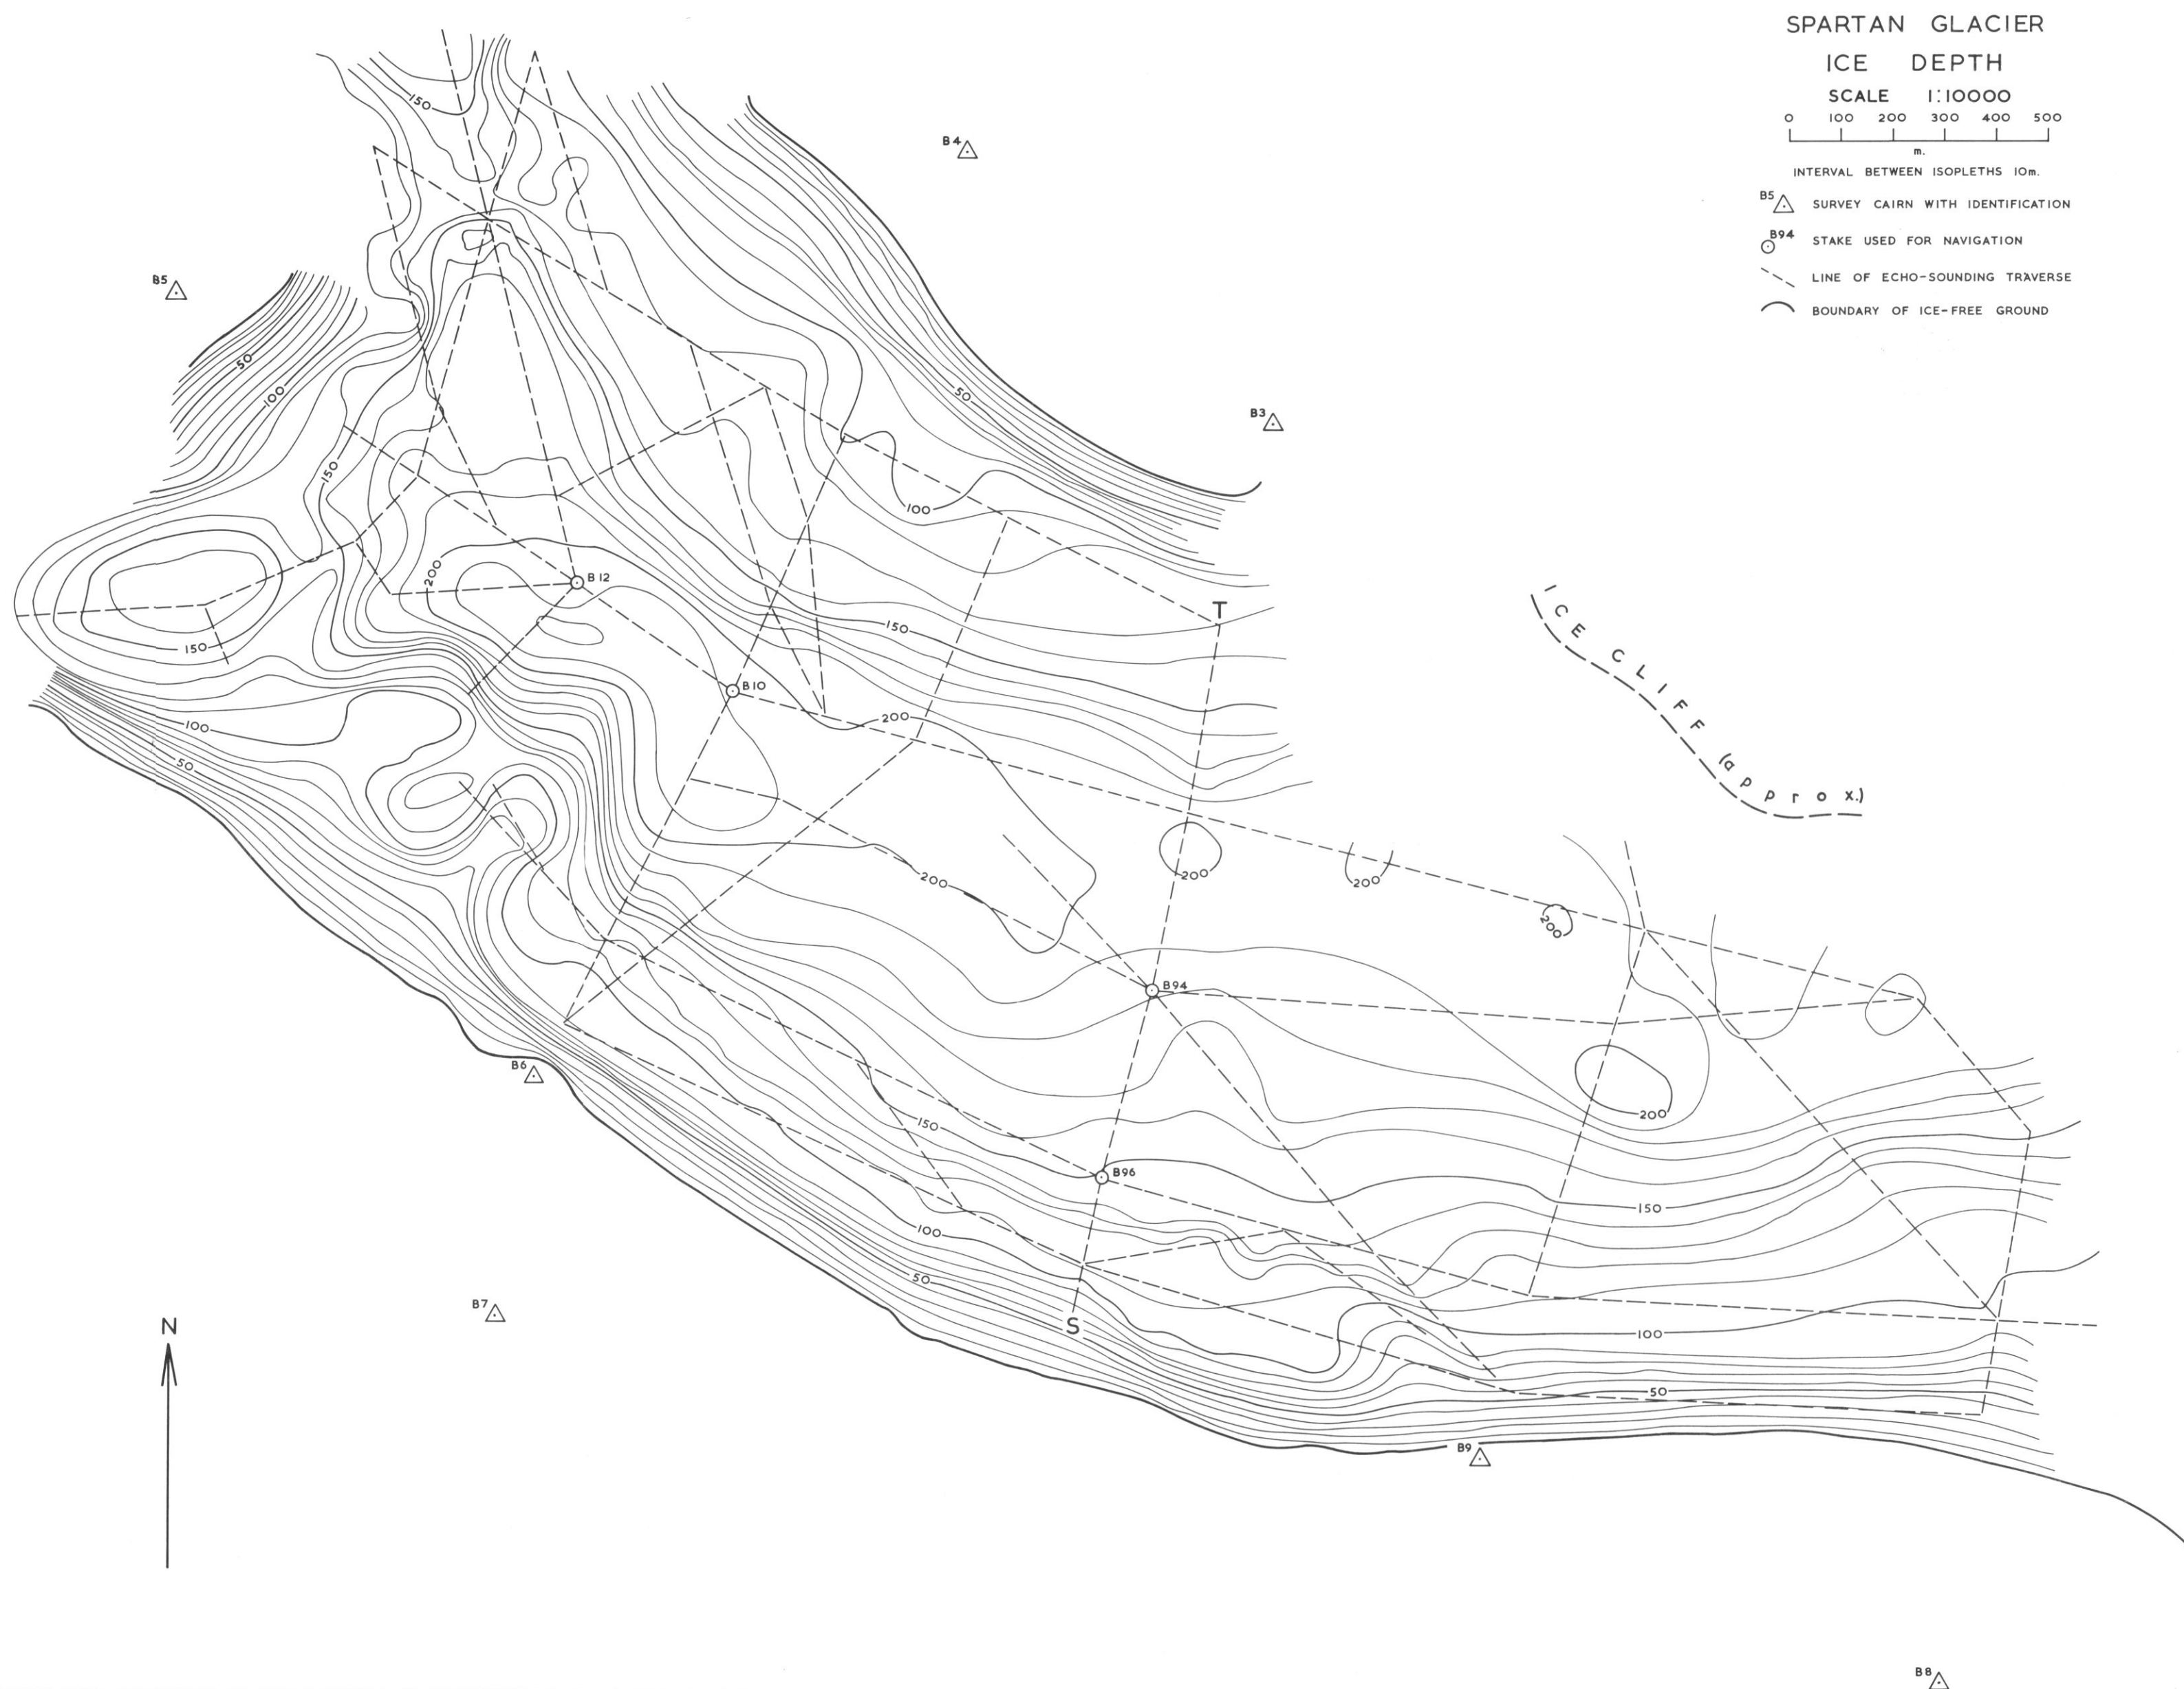 SPARTAN GLACIER
ICE DEPTH
SCALE 1:10000
0 100 200 300 400 500
m.
INTERVAL BETWEEN ISOPLETHS 10m.
B5 SURVEY CAIRN WITH IDENTIFICATION
B94 STAKE USED FOR NAVIGATION
LINE OF ECHO-SOUNDING TRAVERSE
BOUNDARY OF ICE-FREE GROUND
150
B4
B5
50
100
50
B3
150
100
200
B12
T
ICE CLIFF (approx.)
150
150
B10
200
100
50
200
200
200
200
B94
B6
200
150
B96
150
100
50
B7
N
S
100
50
B9
B8